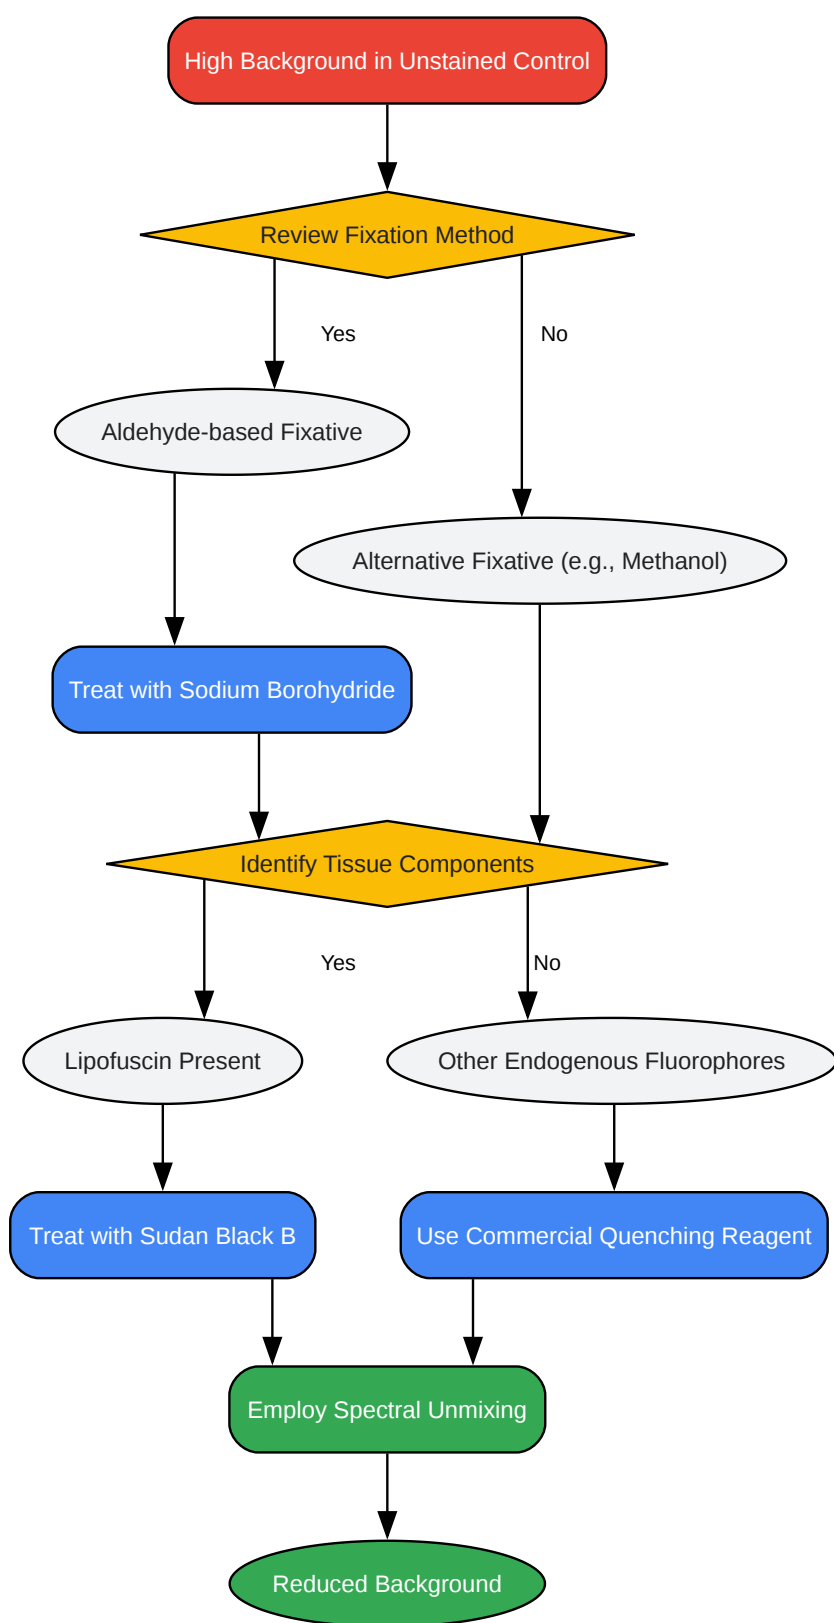 High Background in Unstained Control
Review Fixation Method
Yes
No
Aldehyde-based Fixative
Alternative Fixative (e.g., Methanol)
Treat with Sodium Borohydride
Identify Tissue Components
Yes
No
Lipofuscin Present
Other Endogenous Fluorophores
Treat with Sudan Black B
Use Commercial Quenching Reagent
Employ Spectral Unmixing
Reduced Background